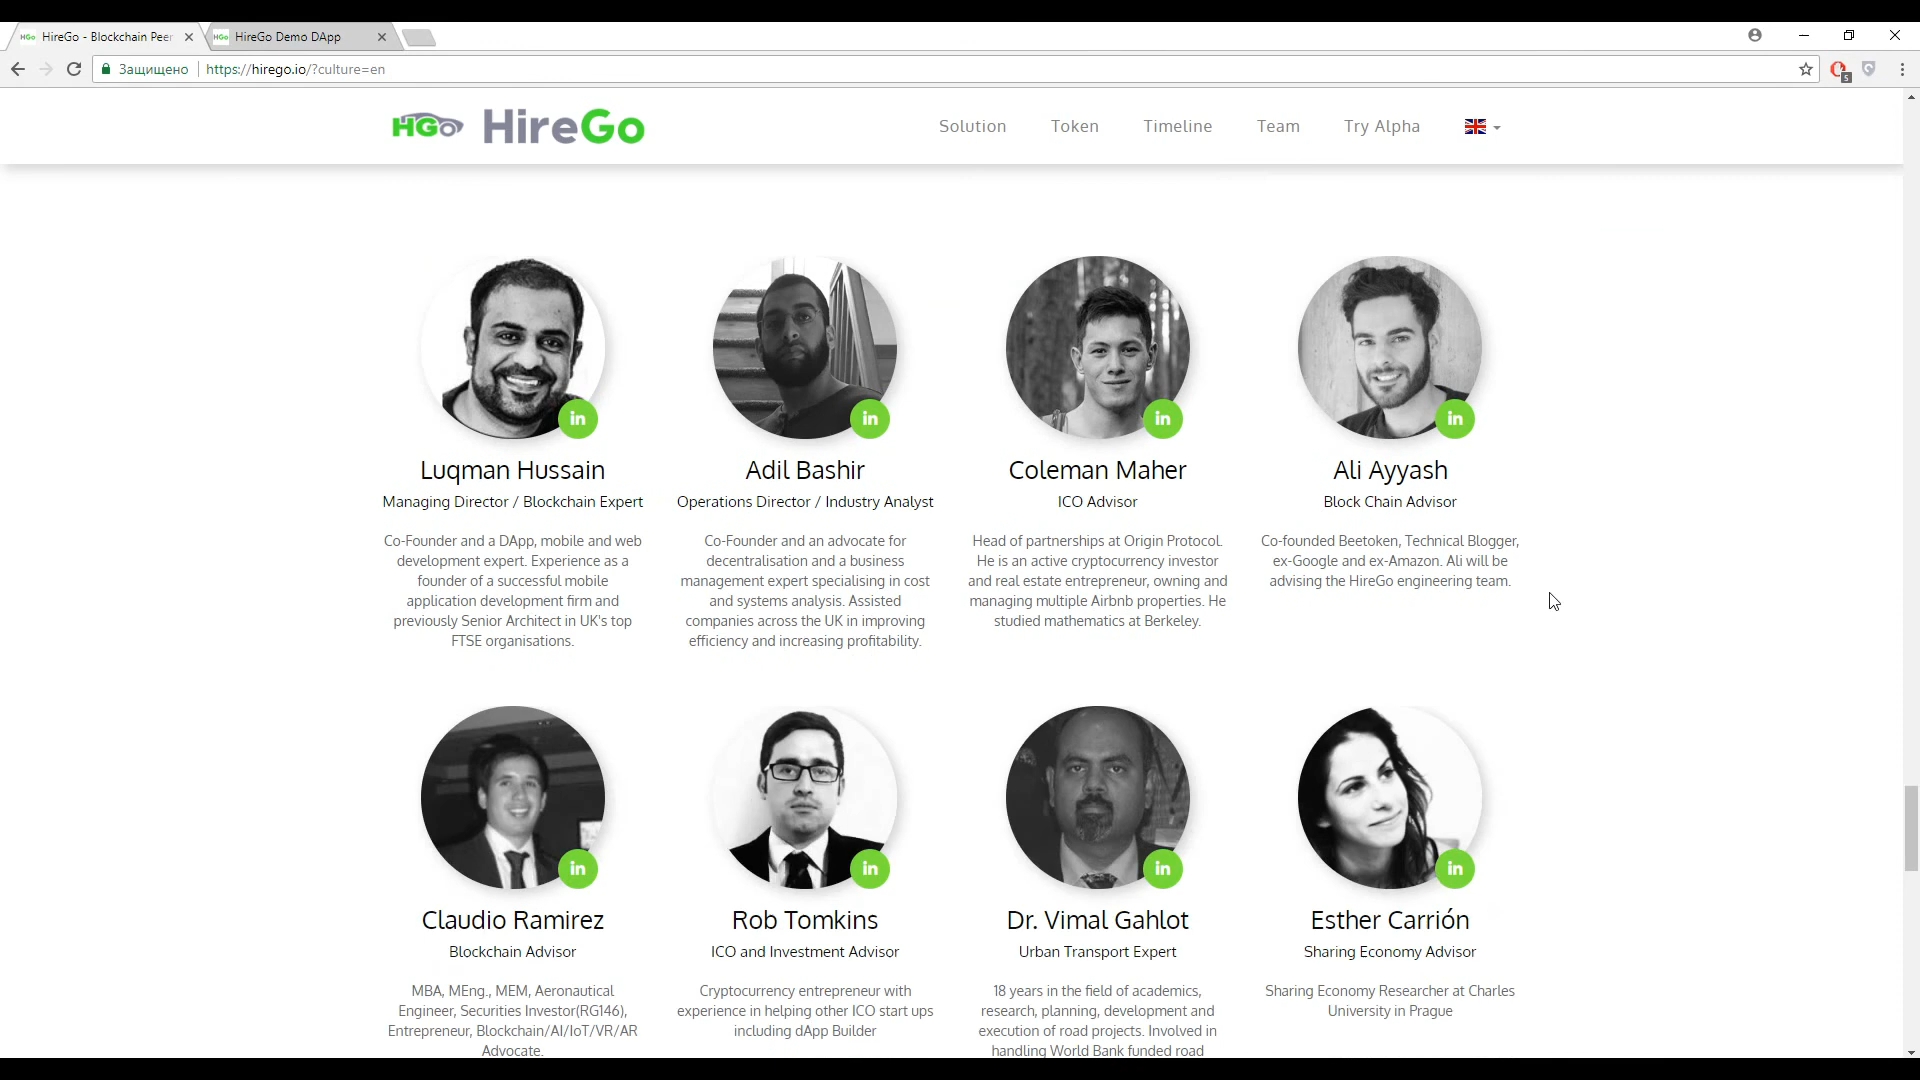 HGo HireGo - Blockchain Peer
HGo HireGo Demo DApp
Защищено https://hirego.io/?culture=en
5
HGo HireGo
Solution Token Timeline Team Try Alpha
in in in in
Luqman Hussain
Managing Director / Blockchain Expert
Co-Founder and a DApp, mobile and web
development expert. Experience as a
founder of a successful mobile
application development firm and
previously Senior Architect in UK's top
FTSE organisations.
Adil Bashir
Operations Director / Industry Analyst
Co-Founder and an advocate for
decentralisation and a business
management expert specialising in cost
and systems analysis. Assisted
companies across the UK in improving
efficiency and increasing profitability.
Coleman Maher
ICO Advisor
Head of partnerships at Origin Protocol.
He is an active cryptocurrency investor
and real estate entrepreneur, owning and
managing multiple Airbnb properties. He
studied mathematics at Berkeley.
Ali Ayyash
Block Chain Advisor
Co-founded Beetoken, Technical Blogger,
ex-Google and ex-Amazon. Ali will be
advising the HireGo engineering team.
in in in in
Claudio Ramirez
Blockchain Advisor
MBA, MEng., MEM, Aeronautical
Engineer, Securities Investor(RG146),
Entrepreneur, Blockchain/AI/IoT/VR/AR
Advocate.
Rob Tomkins
ICO and Investment Advisor
Cryptocurrency entrepreneur with
experience in helping other ICO start ups
including dApp Builder
Dr. Vimal Gahlot
Urban Transport Expert
18 years in the field of academics,
research, planning, development and
execution of road projects. Involved in
handling World Bank funded road
Esther Carrión
Sharing Economy Advisor
Sharing Economy Researcher at Charles
University in Prague